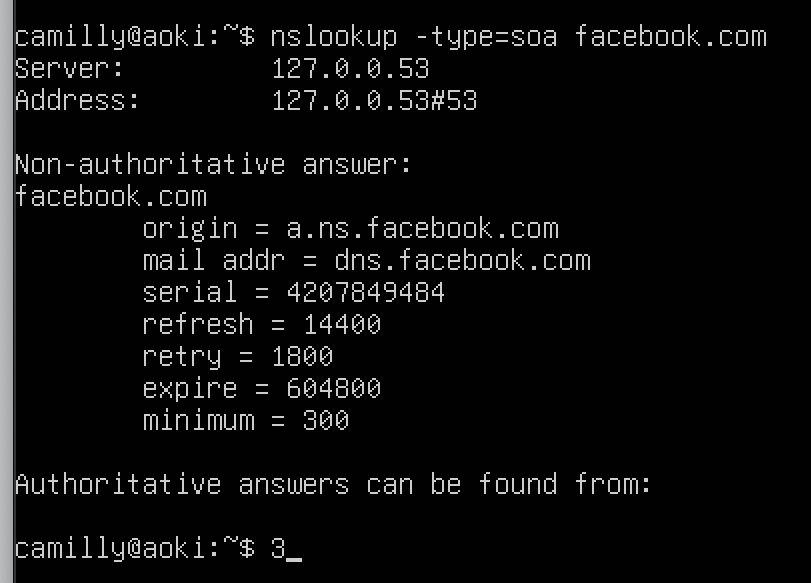 camilly@aoki:~$ nslookup -type=soa facebook.com
Server:         127.0.0.53
Address:        127.0.0.53#53
Non-authoritative answer:
facebook.com
        origin = a.ns.facebook.com
        mail addr = dns.facebook.com
        serial = 4207849484
        refresh = 14400
        retry = 1800
        expire = 604800
        minimum = 300
Authoritative answers can be found from:
camilly@aoki:~$ 3_